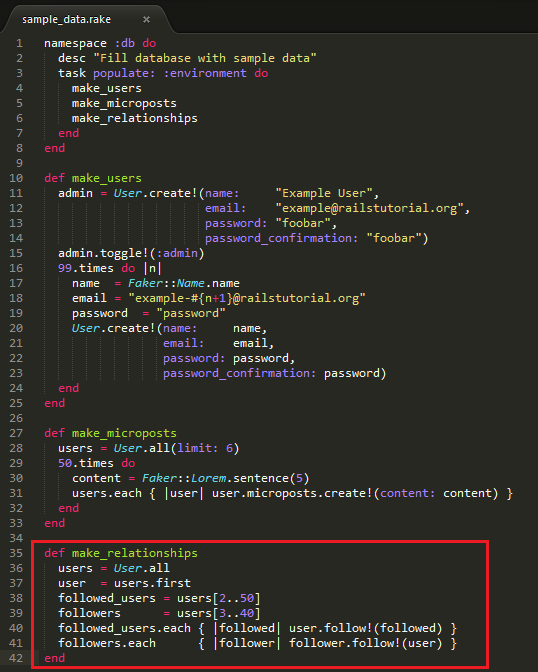 sample_data.rake ×
1 namespace :db do
2   desc "Fill database with sample data"
3   task populate: :environment do
4     make_users
5     make_microposts
6     make_relationships
7   end
8 end
9
10 def make_users
11   admin = User.create!(name:     "Example User",
12                        email:    "example@railstutorial.org",
13                        password: "foobar",
14                        password_confirmation: "foobar")
15   admin.toggle!(:admin)
16   99.times do |n|
17     name  = Faker::Name.name
18     email = "example-#{n+1}@railstutorial.org"
19     password  = "password"
20     User.create!(name:     name,
21                  email:    email,
22                  password: password,
23                  password_confirmation: password)
24   end
25 end
26
27 def make_microposts
28   users = User.all(limit: 6)
29   50.times do
30     content = Faker::Lorem.sentence(5)
31     users.each { |user| user.microposts.create!(content: content) }
32   end
33 end
34
35 def make_relationships
36   users = User.all
37   user  = users.first
38   followed_users = users[2..50]
39   followers      = users[3..40]
40   followed_users.each { |followed| user.follow!(followed) }
41   followers.each      { |follower| follower.follow!(user) }
42 end